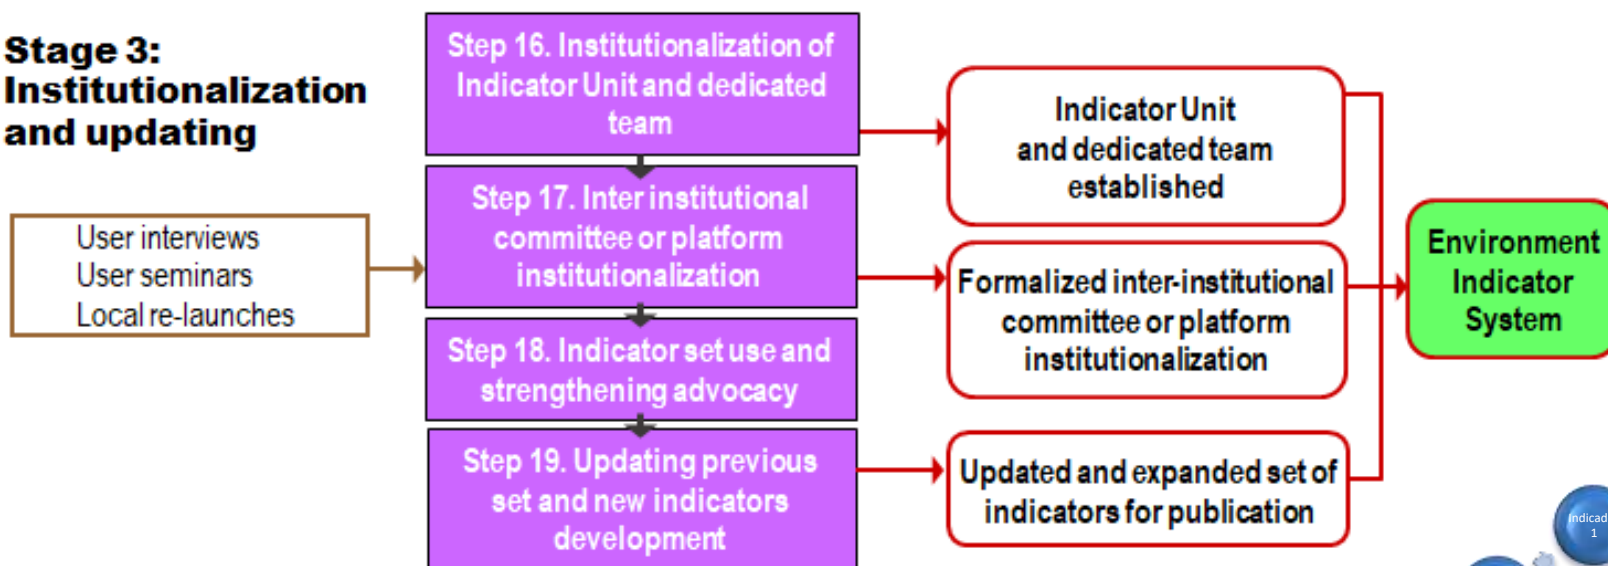 Stage 3:
Institutionalization
and updating
User interviews
User seminars
Local re-launches
Step 16. Institutionalization of
Indicator Unit and dedicated
team
Step 17. Inter institutional
committee or platform
institutionalization
Step 18. Indicator set use and
strengthening advocacy
Step 19. Updating previous
set and new indicators
development
Indicator Unit
and dedicated team
established
Formalized inter-institutional
committee or platform
institutionalization
Updated and expanded set of
indicators for publication
Environment
Indicator
System
1